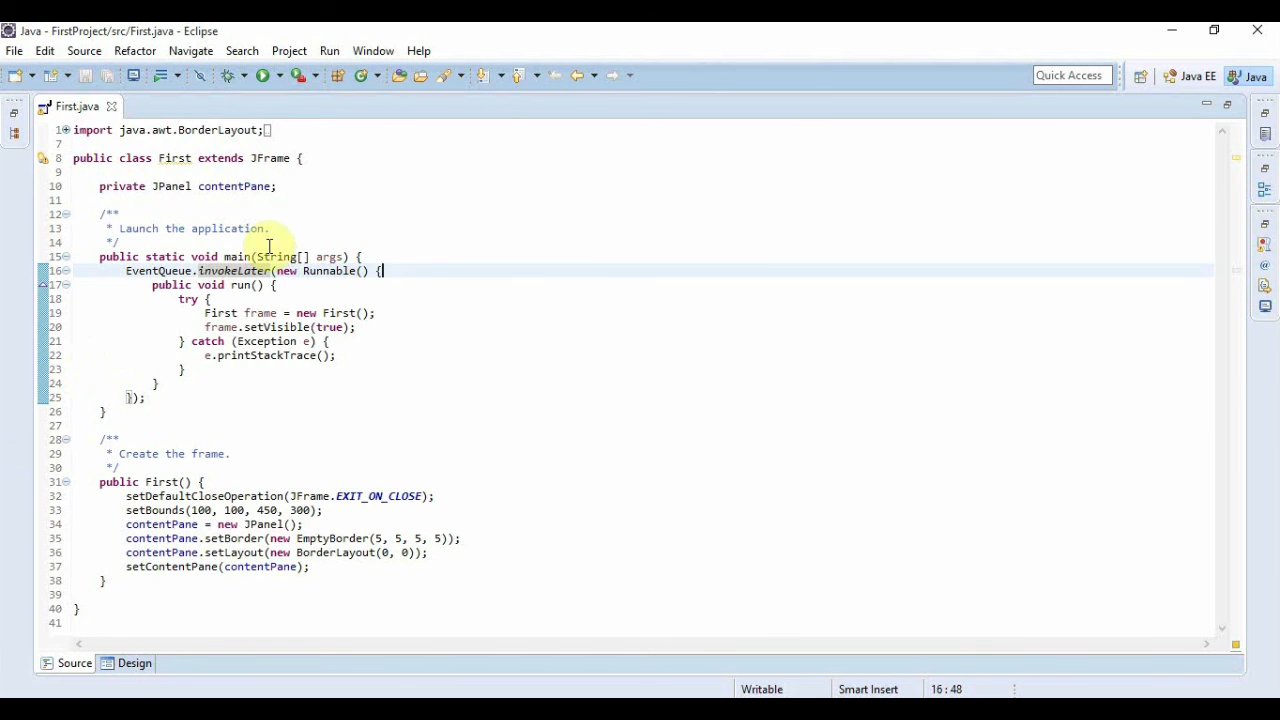 Java - FirstProject/src/First.java - Eclipse
File Edit Source Refactor Navigate Search Project Run Window Help
Quick Access Java EE Java
First.java
1 import java.awt.BorderLayout;
7
8 public class First extends JFrame {
9
10 private JPanel contentPane;
11
12 /**
13 * Launch the application.
14 */
15 public static void main(String[] args) {
16 EventQueue.invokeLater(new Runnable() {
17 public void run() {
18 try {
19 First frame = new First();
20 frame.setVisible(true);
21 } catch (Exception e) {
22 e.printStackTrace();
23 }
24 }
25 });
26 }
27
28 /**
29 * Create the frame.
30 */
31 public First() {
32 setDefaultCloseOperation(JFrame.EXIT_ON_CLOSE);
33 setBounds(100, 100, 450, 300);
34 contentPane = new JPanel();
35 contentPane.setBorder(new EmptyBorder(5, 5, 5, 5));
36 contentPane.setLayout(new BorderLayout(0, 0));
37 setContentPane(contentPane);
38 }
39
40 }
41
Source Design
Writable Smart Insert 16 : 48